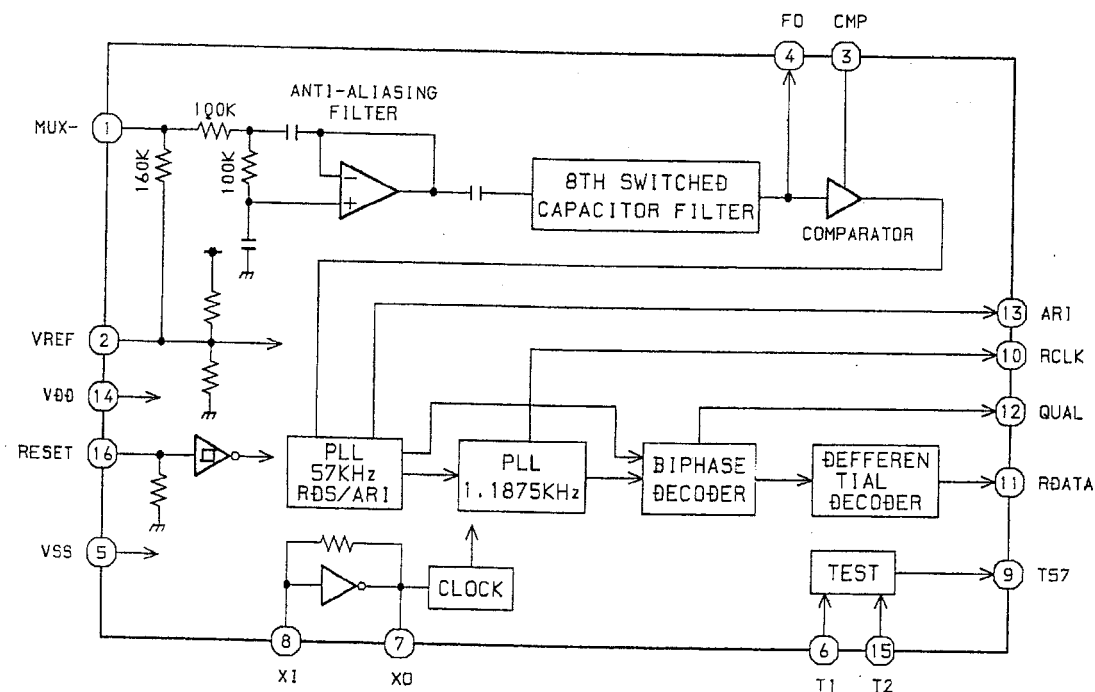 FO CMP
4 3
ANTI-ALIASING
FILTER
100K
MUX- 1
160K
100K
8TH SWITCHED
CAPACITOR FILTER
COMPARATOR
13 ARI
VREF 2
10 RCLK
VDD 14
12 QUAL
RESET 16
PLL
57KHz
RDS/ARI
PLL
1.1875KHz
BIPHASE
DECODER
DEFFEREN
TIAL
DECODER
11 RDATA
VSS 5
CLOCK
TEST
9 T57
8 7 6 15
XI XO T1 T2